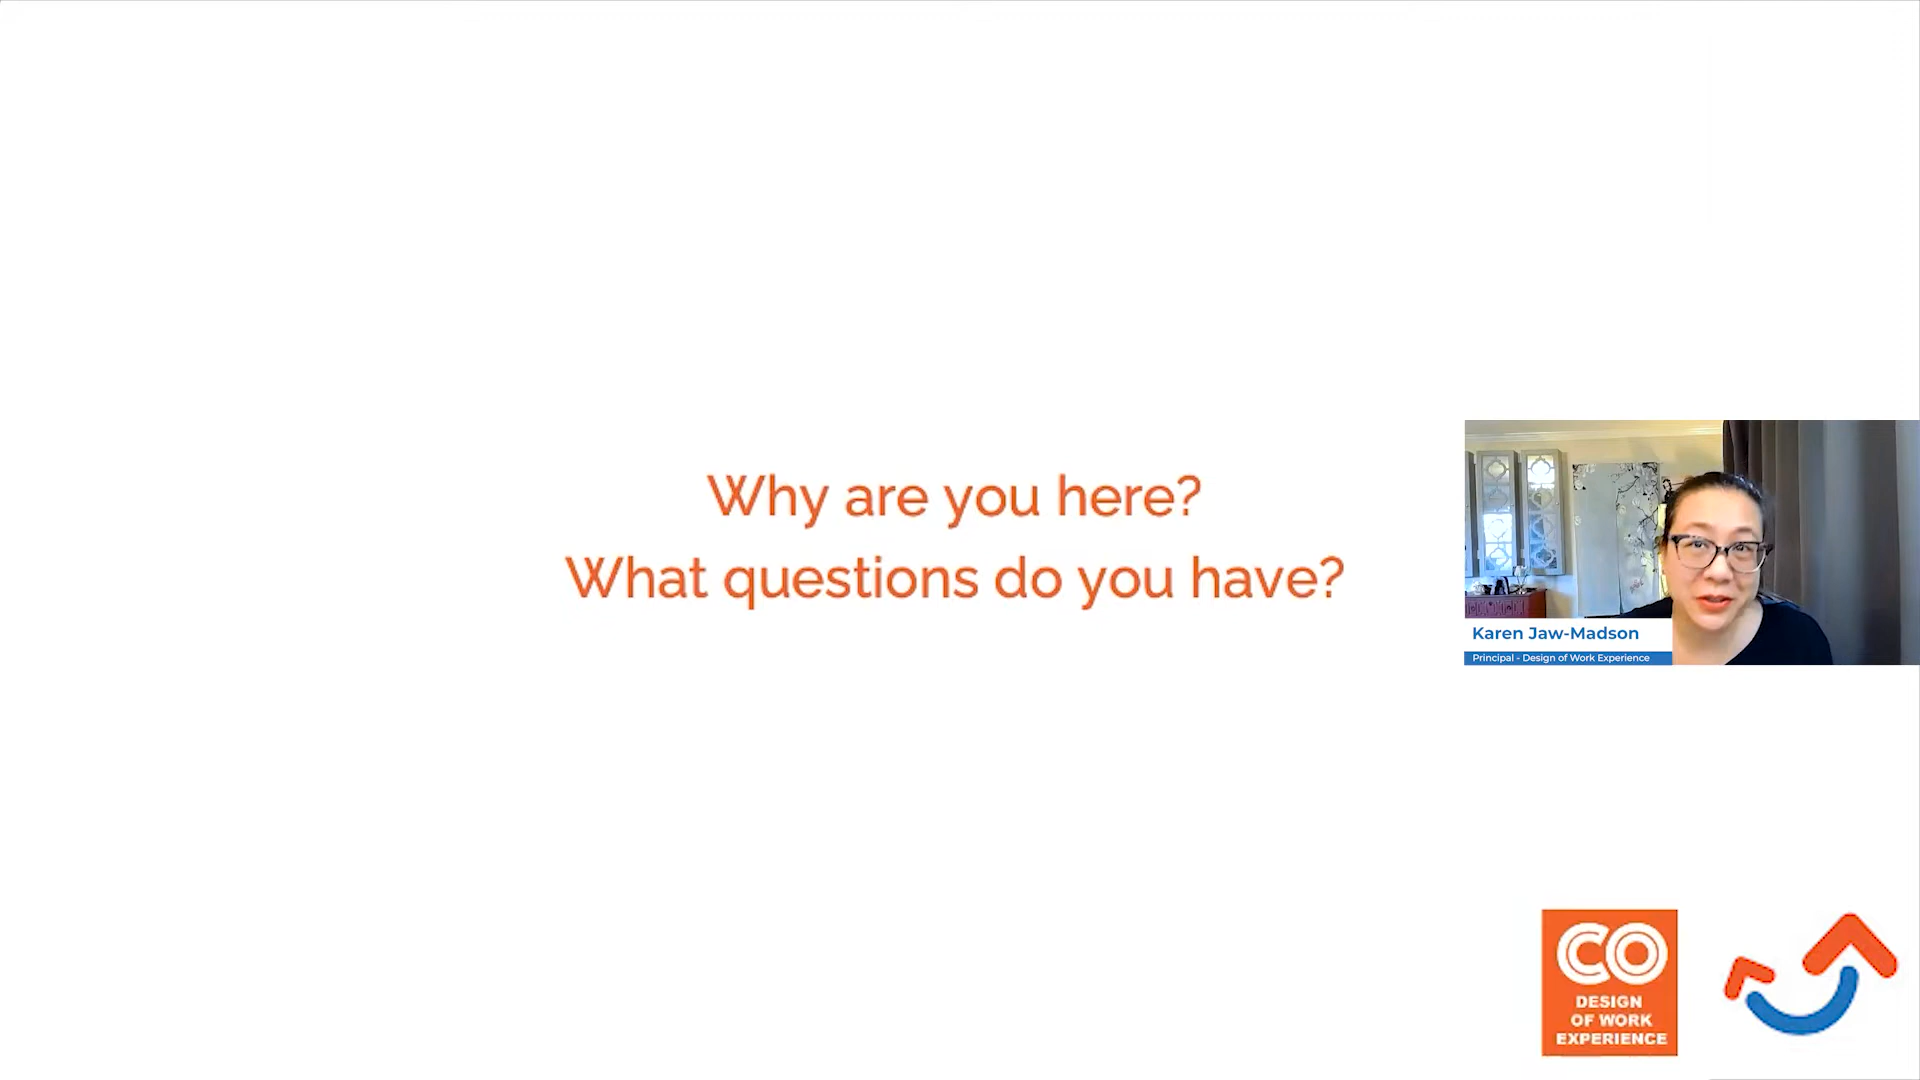 Why are you here?
What questions do you have?
Karen Jaw-Madson
Principal - Design of Work Experience
CO
DESIGN
OF WORK
EXPERIENCE